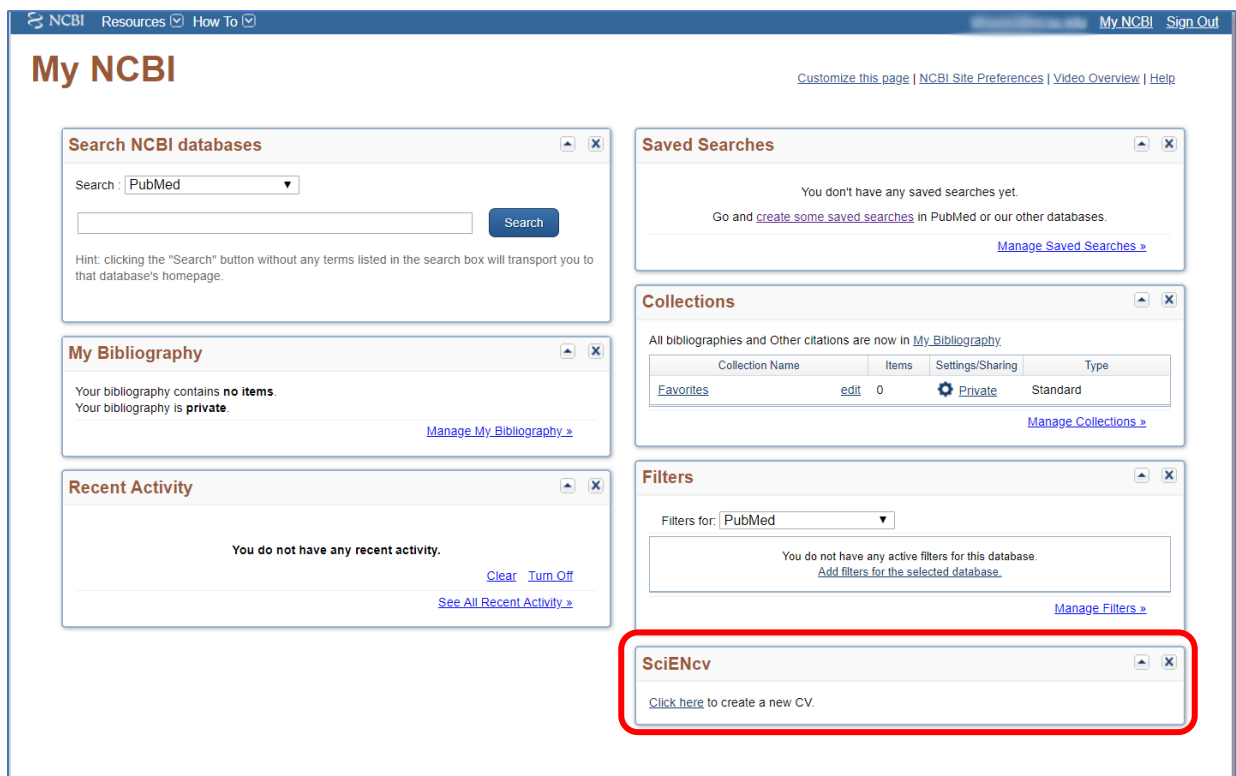 NCBI Resources How To My NCBI Sign Out
My NCBI
Customize this page | NCBI Site Preferences | Video Overview | Help
Search NCBI databases
Search : PubMed
Search
Hint: clicking the "Search" button without any terms listed in the search box will transport you to
that database's homepage.
My Bibliography
Your bibliography contains no items.
Your bibliography is private.
Manage My Bibliography »
Recent Activity
You do not have any recent activity.
Clear Turn Off
See All Recent Activity »
Saved Searches
You don't have any saved searches yet.
Go and create some saved searches in PubMed or our other databases.
Manage Saved Searches »
Collections
All bibliographies and Other citations are now in My Bibliography
Collection Name Items Settings/Sharing Type
Favorites edit 0 Private Standard
Manage Collections »
Filters
Filters for: PubMed
You do not have any active filters for this database.
Add filters for the selected database.
Manage Filters »
SciENcv
Click here to create a new CV.